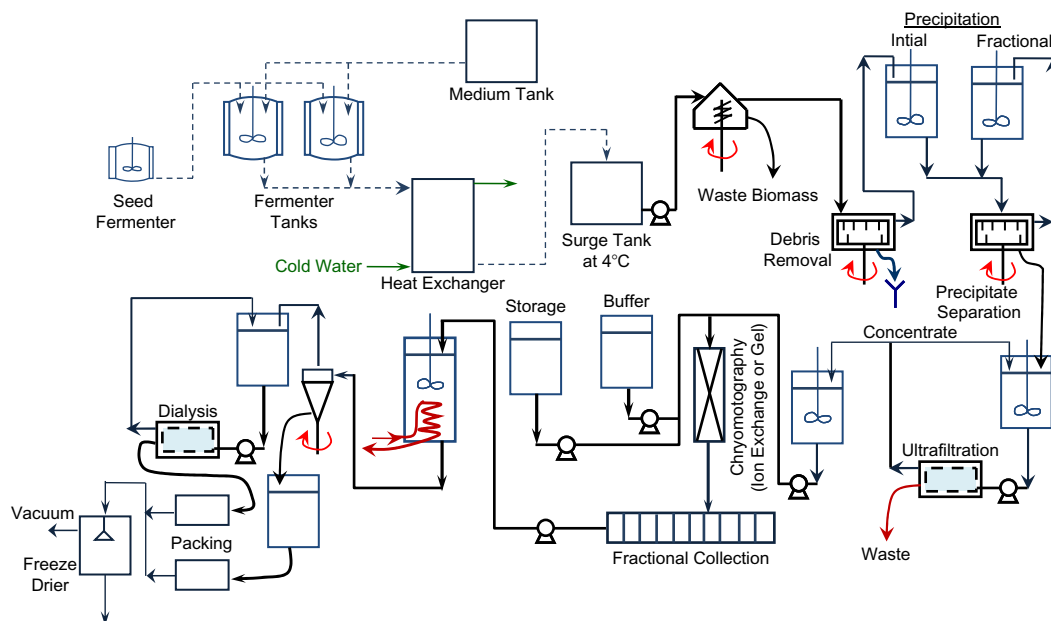 Precipitation
Intial
Fractional
Medium Tank
Seed
Fermenter
Fermenter
Tanks
Waste Biomass
Surge Tank
at 4°C
Debris
Removal
Cold Water
Heat Exchanger
Precipitate
Separation
Storage
Buffer
Concentrate
Chryomotography
(Ion Exchange or Gel)
Dialysis
Ultrafiltration
Vacuum
Packing
Freeze
Drier
Fractional Collection
Waste